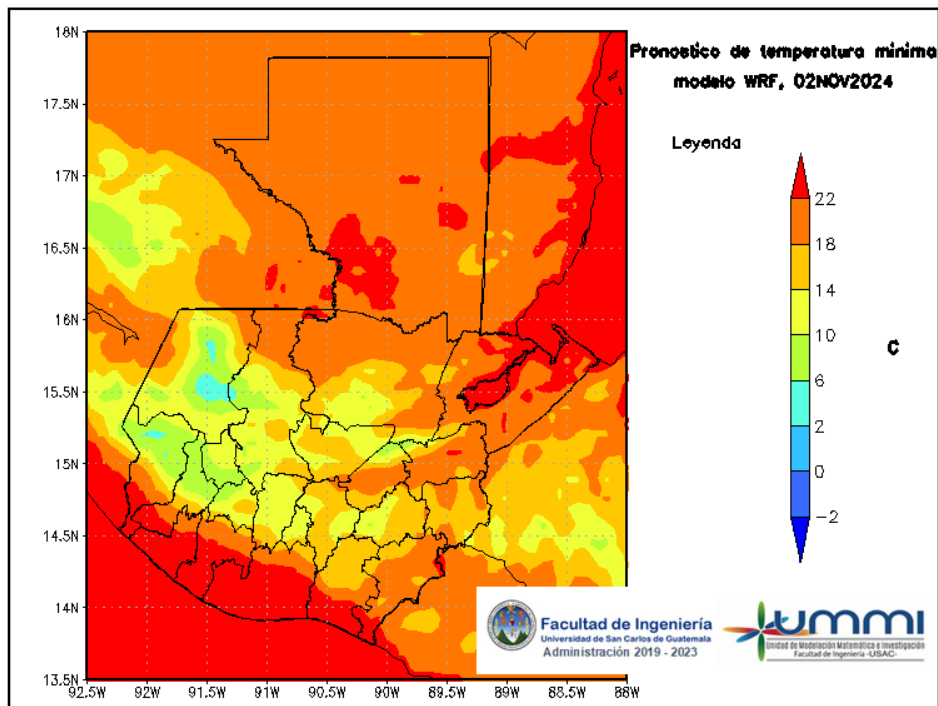 Pronostico de temperatura minima
modelo WRF, 02NOV2024
Leyenda
22
18
14
10
6
2
0
-2
C
18N
17.5N
17N
16.5N
16N
15.5N
15N
14.5N
14N
13.5N
92.5W 92W 91.5W 91W 90.5W 90W 89.5W 89W 88.5W 88W
Facultad de Ingeniería
Universidad de San Carlos de Guatemala
Administración 2019 - 2023
UMMI
Unidad de Modelación Matemática e Investigación
Facultad de Ingeniería -USAC-